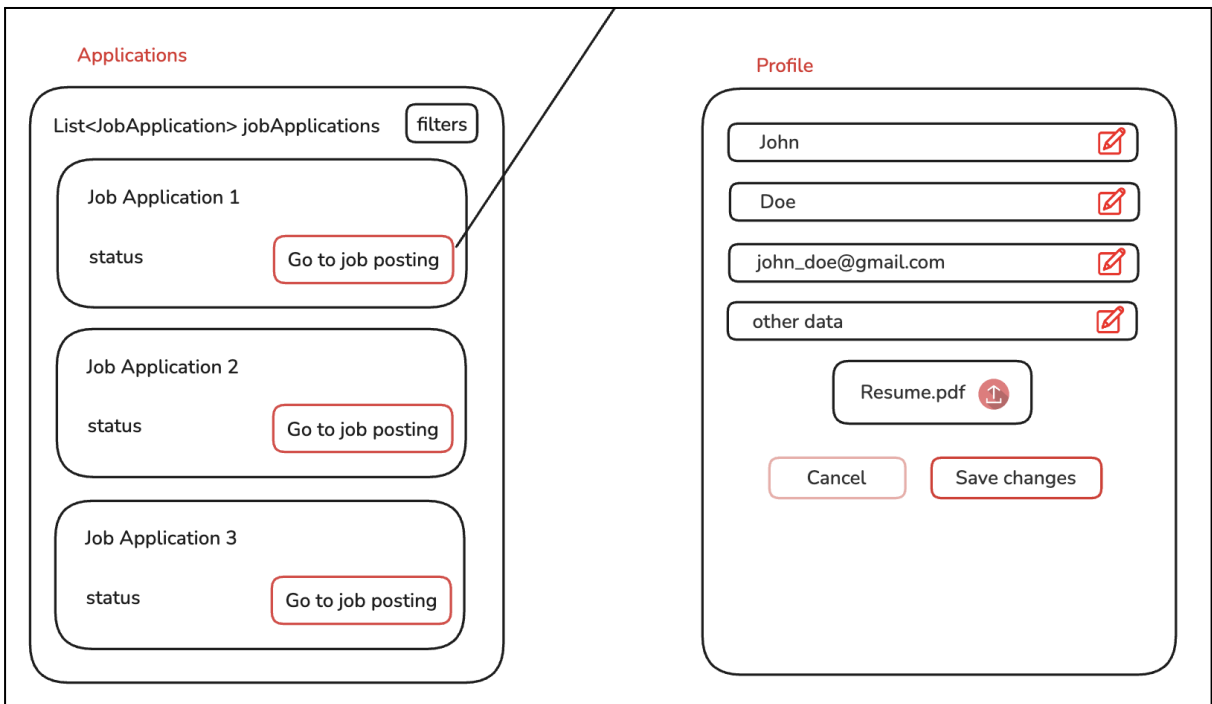 Applications
List<JobApplication> jobApplications
filters
Job Application 1
status
Go to job posting
Job Application 2
status
Go to job posting
Job Application 3
status
Go to job posting
Profile
John
Doe
john_doe@gmail.com
other data
Resume.pdf
Cancel
Save changes